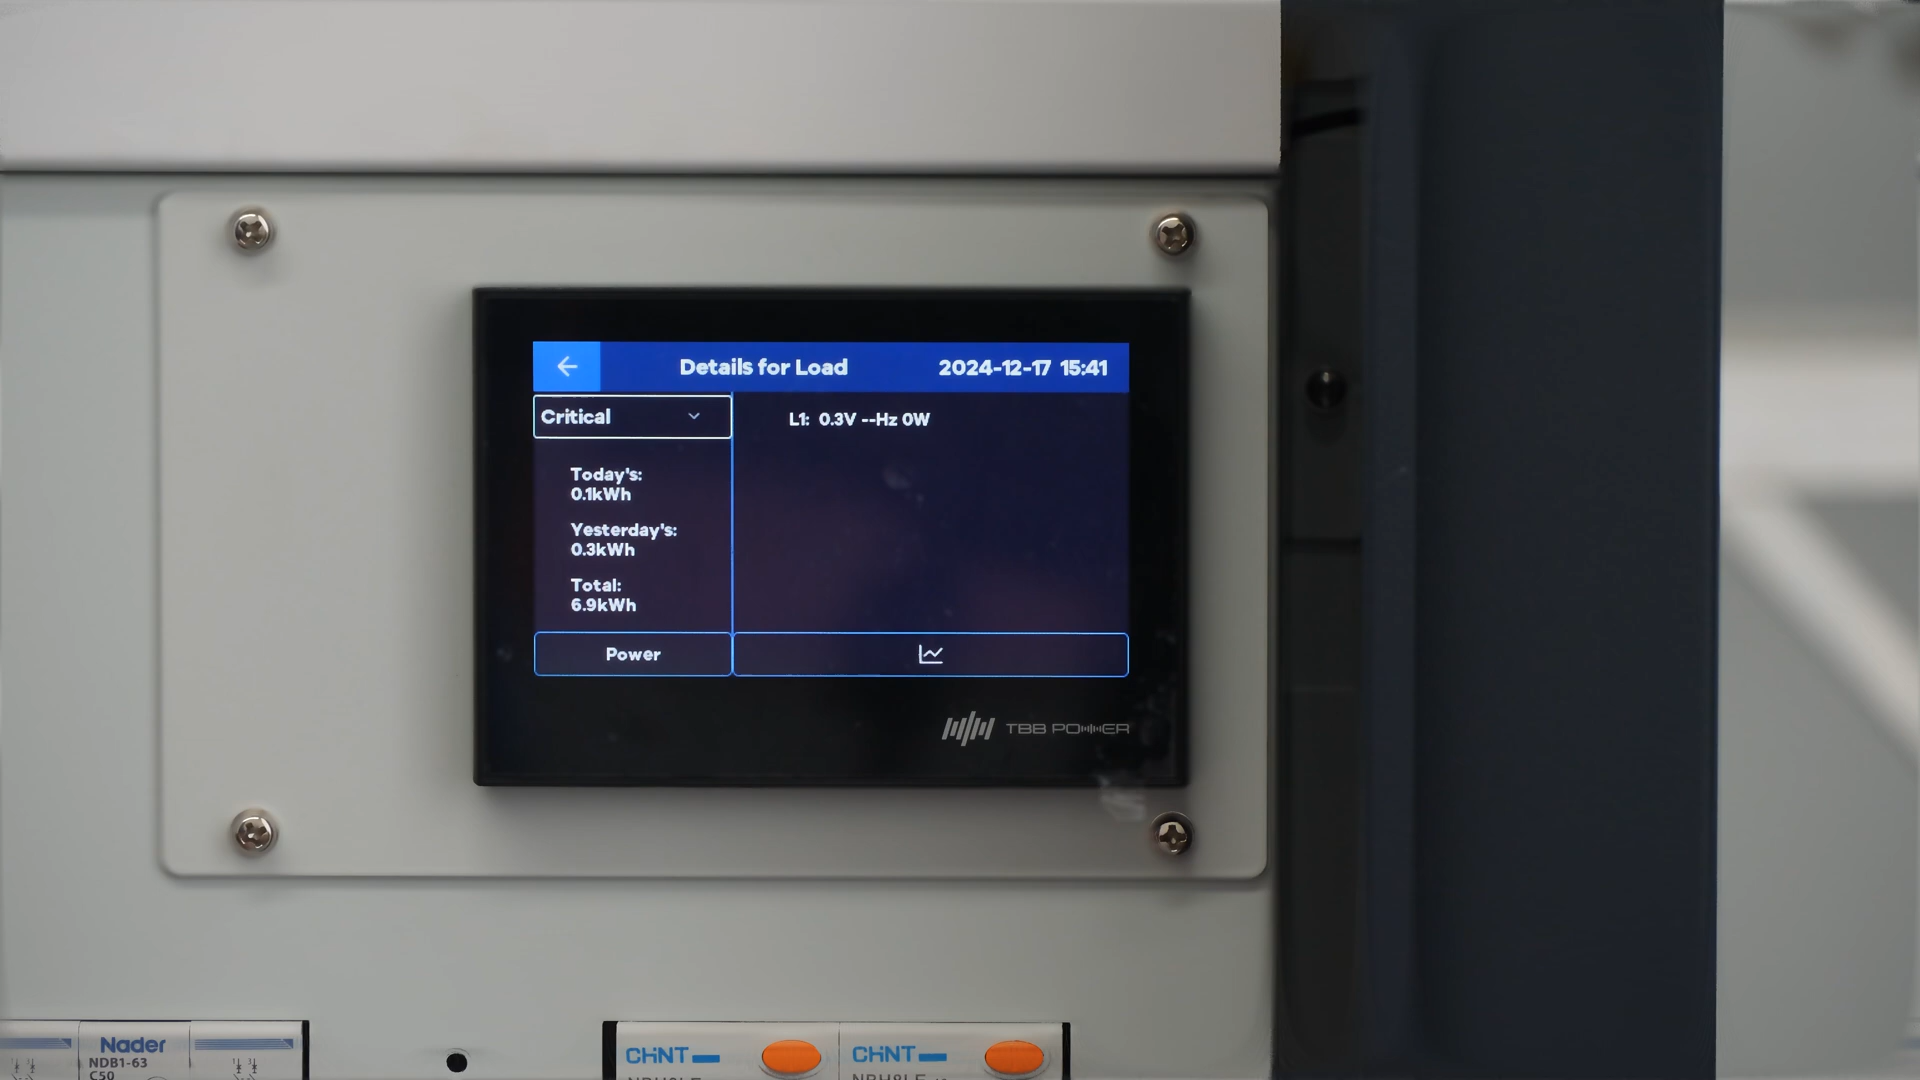 Details for Load
2024-12-17 15:41
Critical
L1: 0.3V --Hz 0W
Today's:
0.1kWh
Yesterday's:
0.3kWh
Total:
6.9kWh
Power
TBB POWER
Nader
NDB1-63
C50
CHNT
CHNT